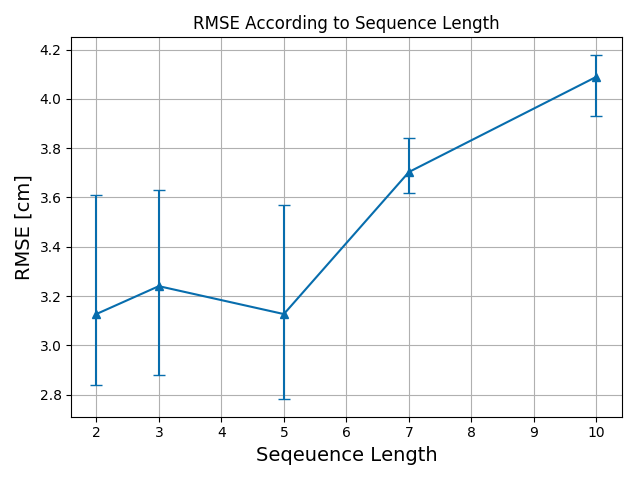 RMSE According to Sequence Length
RMSE [cm]
4.2
4.0
3.8
3.6
3.4
3.2
3.0
2.8
2 3 4 5 6 7 8 9 10
Seqeuence Length